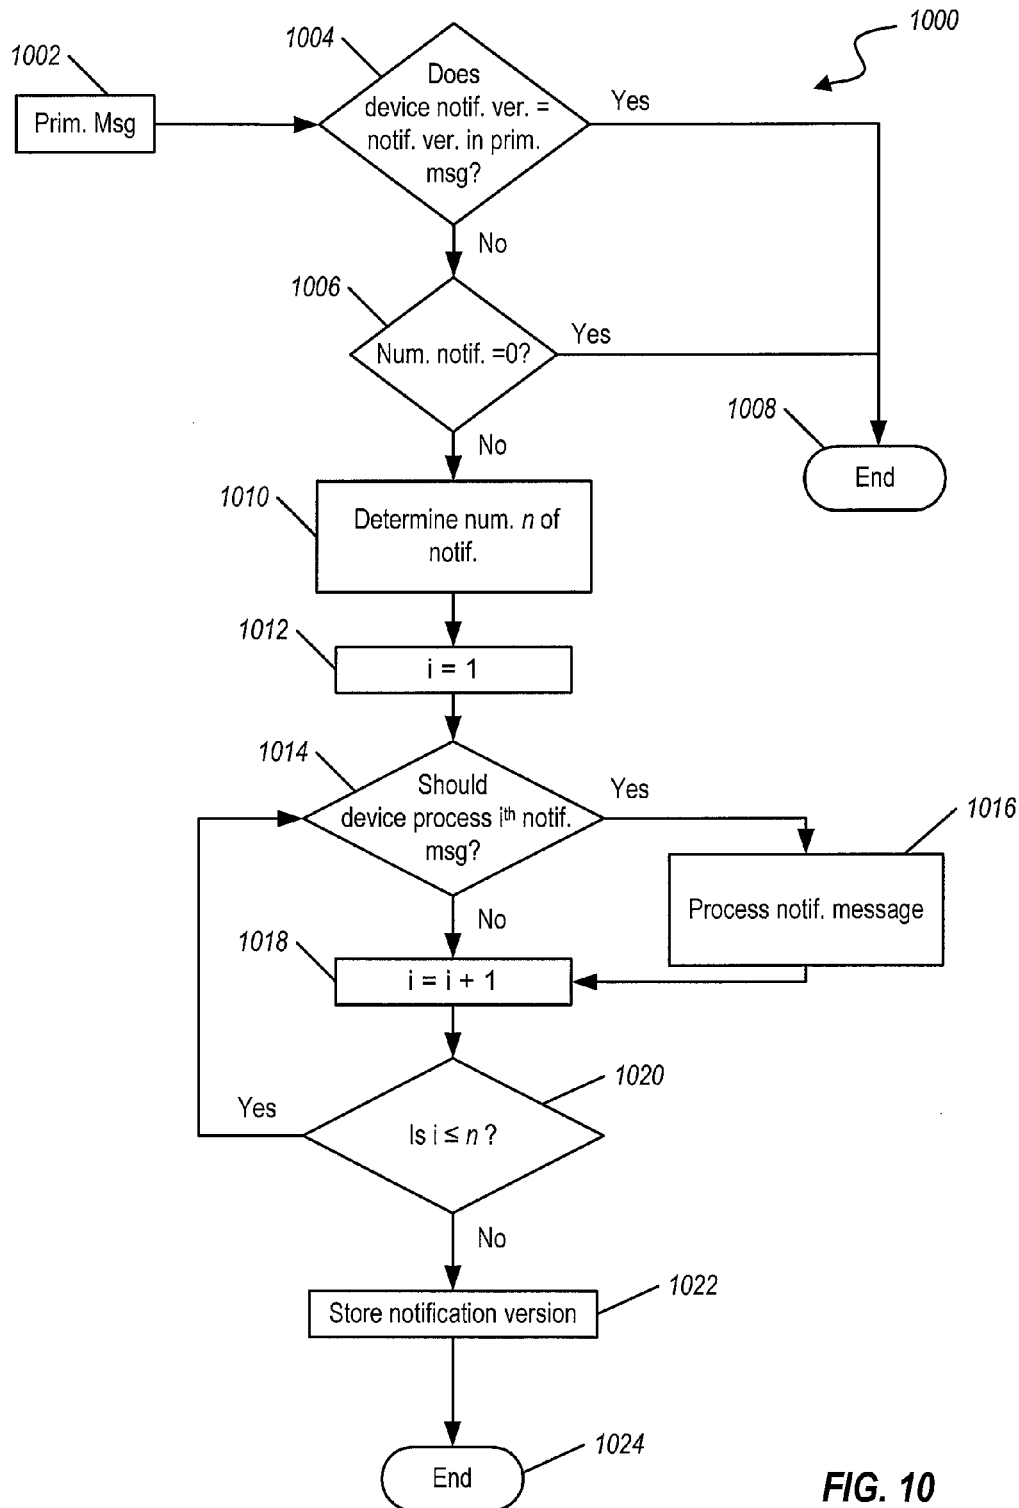 1000
1002
1004
Prim. Msg
Does
device notif. ver. =
notif. ver. in prim.
msg?
Yes
No
1006
Num. notif. =0?
Yes
1008
End
No
1010
Determine num. n of
notif.
1012
i = 1
1014
Should
device process ith notif.
msg?
Yes
1016
Process notif. message
No
1018
i = i + 1
1020
Yes
Is i ≤ n ?
No
1022
Store notification version
1024
End
FIG. 10